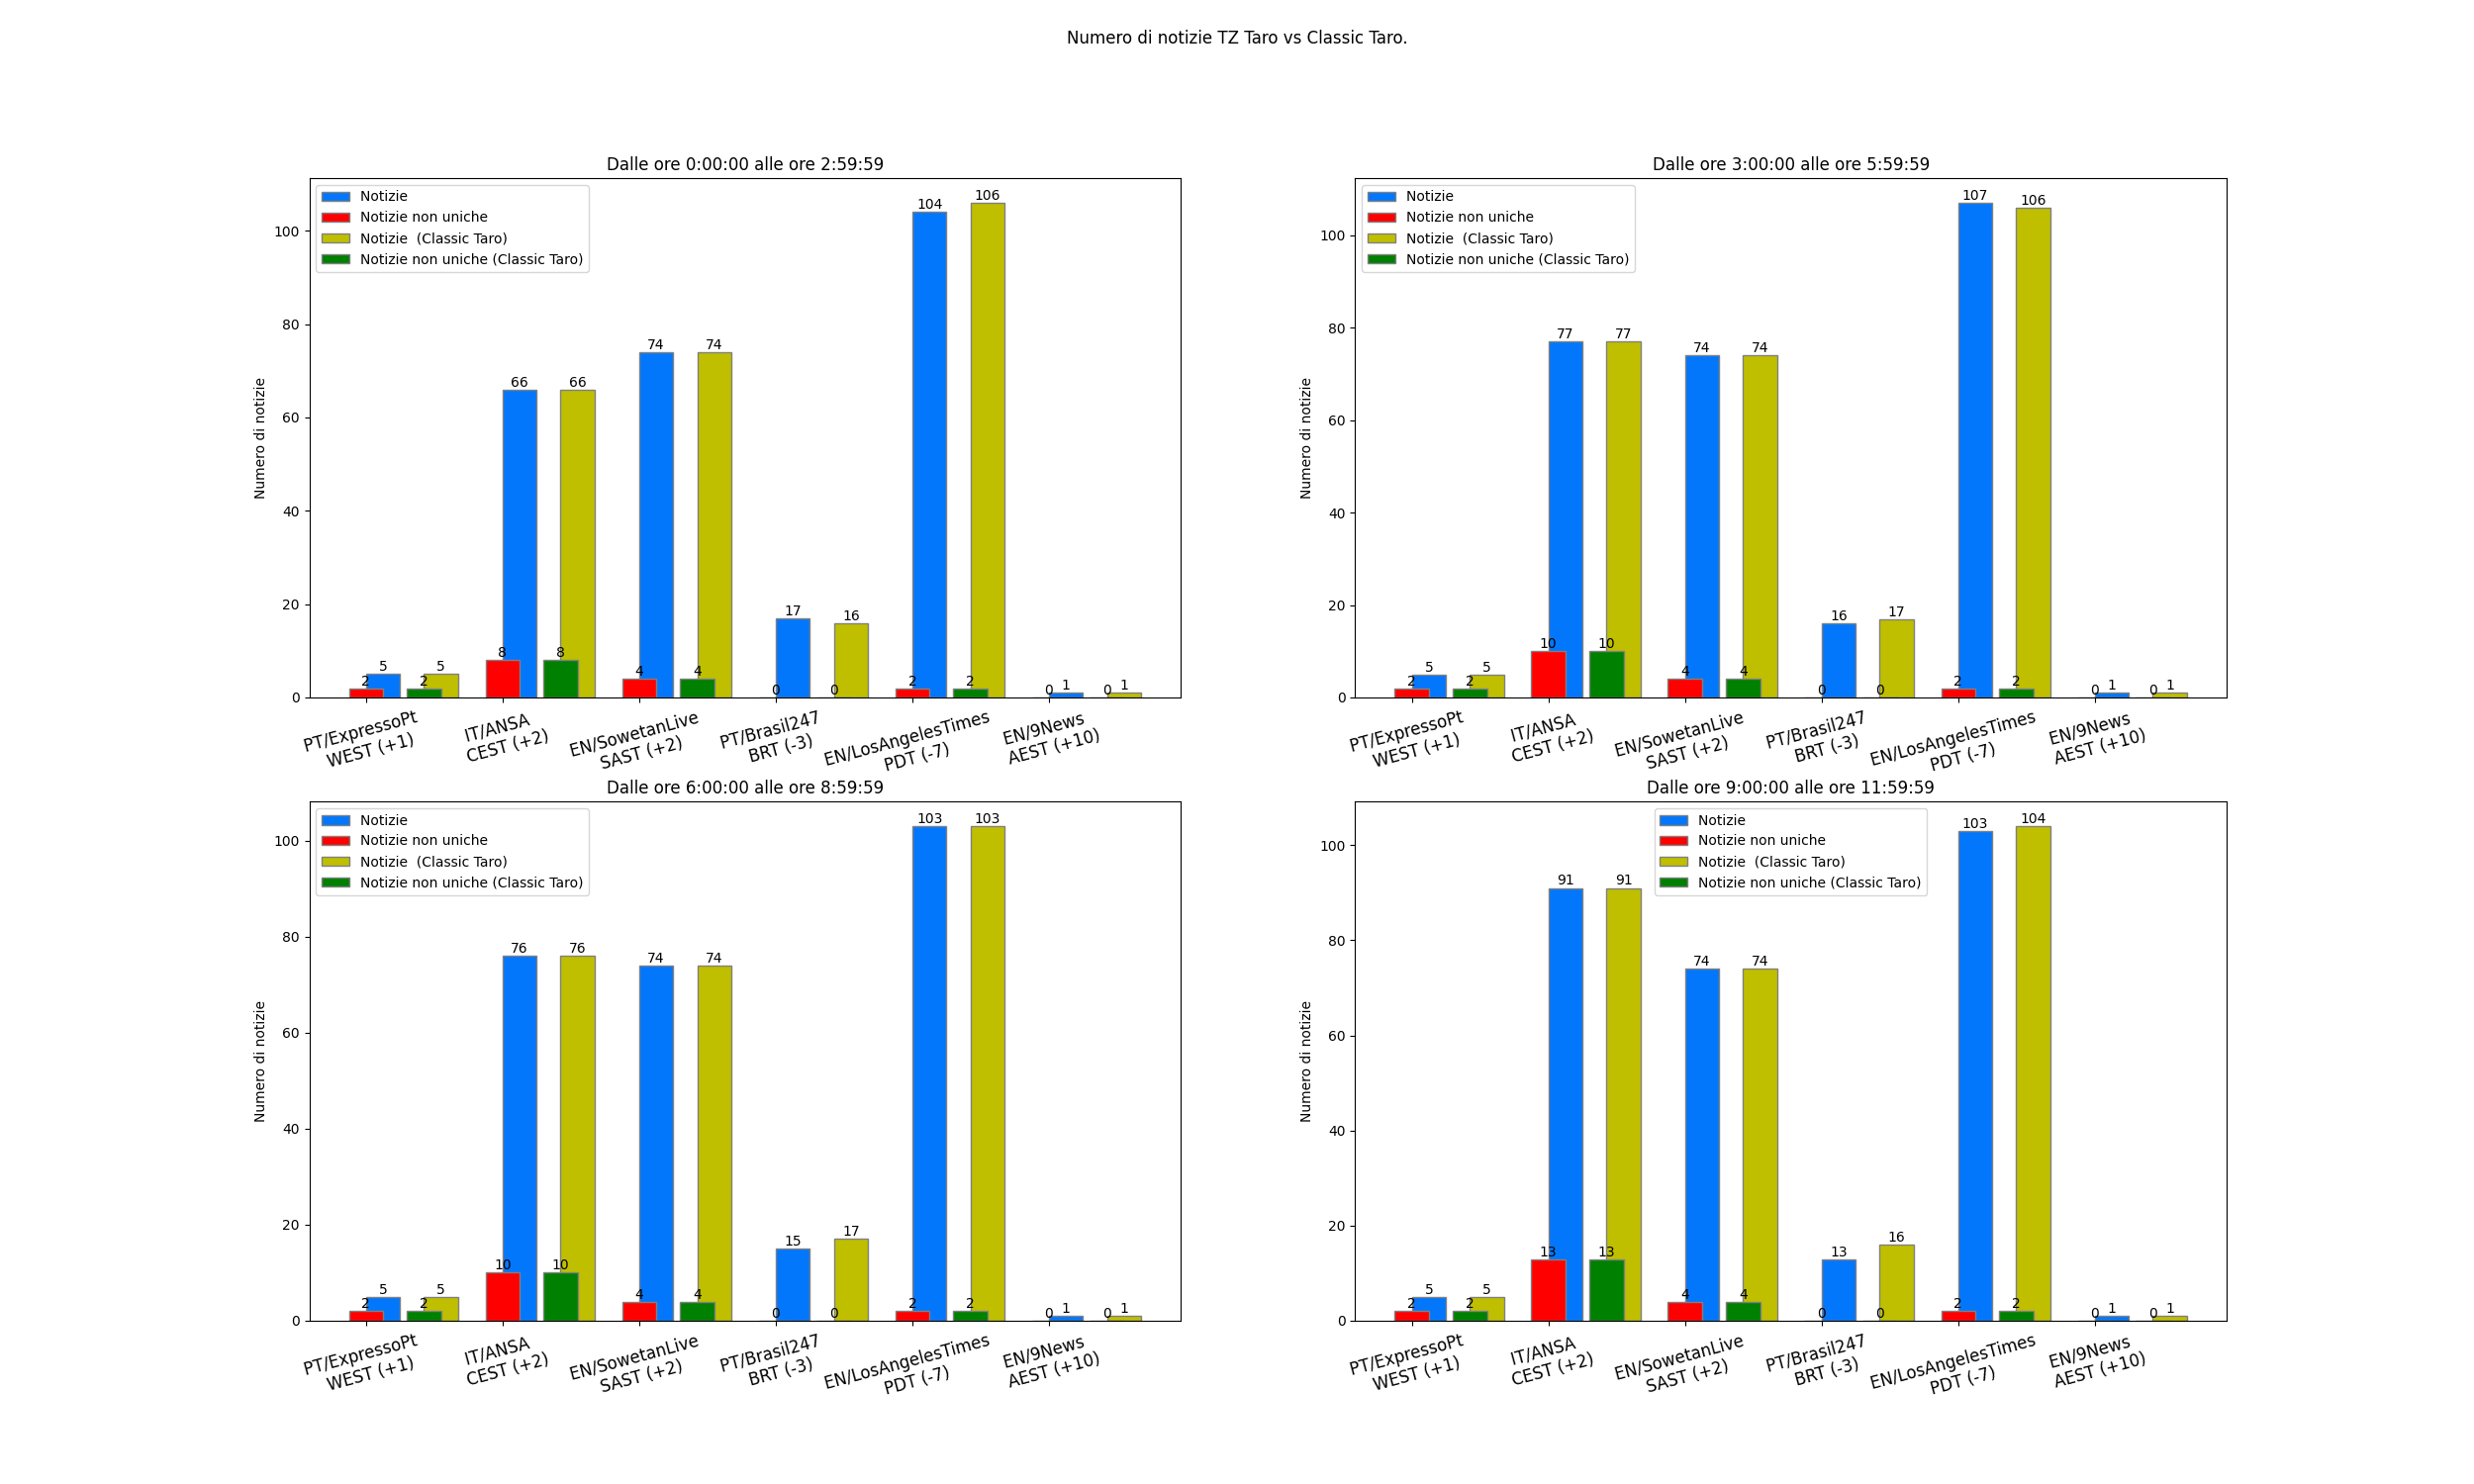 Numero di notizie TZ Taro vs Classic Taro.
Dalle ore 0:00:00 alle ore 2:59:59
Notizie
Notizie non uniche
Notizie  (Classic Taro)
Notizie non uniche (Classic Taro)
Numero di notizie
100
80
60
40
20
0
2 5 2 5
8 66 8 66
4 74 4 74
0 17 0 16
2 104 2 106
0 1 0 1
PT/ExpressoPt
WEST (+1)
IT/ANSA
CEST (+2)
EN/SowetanLive
SAST (+2)
PT/Brasil247
BRT (-3)
EN/LosAngelesTimes
PDT (-7)
EN/9News
AEST (+10)
Dalle ore 3:00:00 alle ore 5:59:59
Notizie
Notizie non uniche
Notizie  (Classic Taro)
Notizie non uniche (Classic Taro)
Numero di notizie
100
80
60
40
20
0
2 5 2 5
10 77 10 77
4 74 4 74
0 16 0 17
2 107 2 106
0 1 0 1
PT/ExpressoPt
WEST (+1)
IT/ANSA
CEST (+2)
EN/SowetanLive
SAST (+2)
PT/Brasil247
BRT (-3)
EN/LosAngelesTimes
PDT (-7)
EN/9News
AEST (+10)
Dalle ore 6:00:00 alle ore 8:59:59
Notizie
Notizie non uniche
Notizie  (Classic Taro)
Notizie non uniche (Classic Taro)
Numero di notizie
100
80
60
40
20
0
2 5 2 5
10 76 10 76
4 74 4 74
0 15 0 17
2 103 2 103
0 1 0 1
PT/ExpressoPt
WEST (+1)
IT/ANSA
CEST (+2)
EN/SowetanLive
SAST (+2)
PT/Brasil247
BRT (-3)
EN/LosAngelesTimes
PDT (-7)
EN/9News
AEST (+10)
Dalle ore 9:00:00 alle ore 11:59:59
Notizie
Notizie non uniche
Notizie  (Classic Taro)
Notizie non uniche (Classic Taro)
Numero di notizie
100
80
60
40
20
0
2 5 2 5
13 91 13 91
4 74 4 74
0 13 0 16
2 103 2 104
0 1 0 1
PT/ExpressoPt
WEST (+1)
IT/ANSA
CEST (+2)
EN/SowetanLive
SAST (+2)
PT/Brasil247
BRT (-3)
EN/LosAngelesTimes
PDT (-7)
EN/9News
AEST (+10)